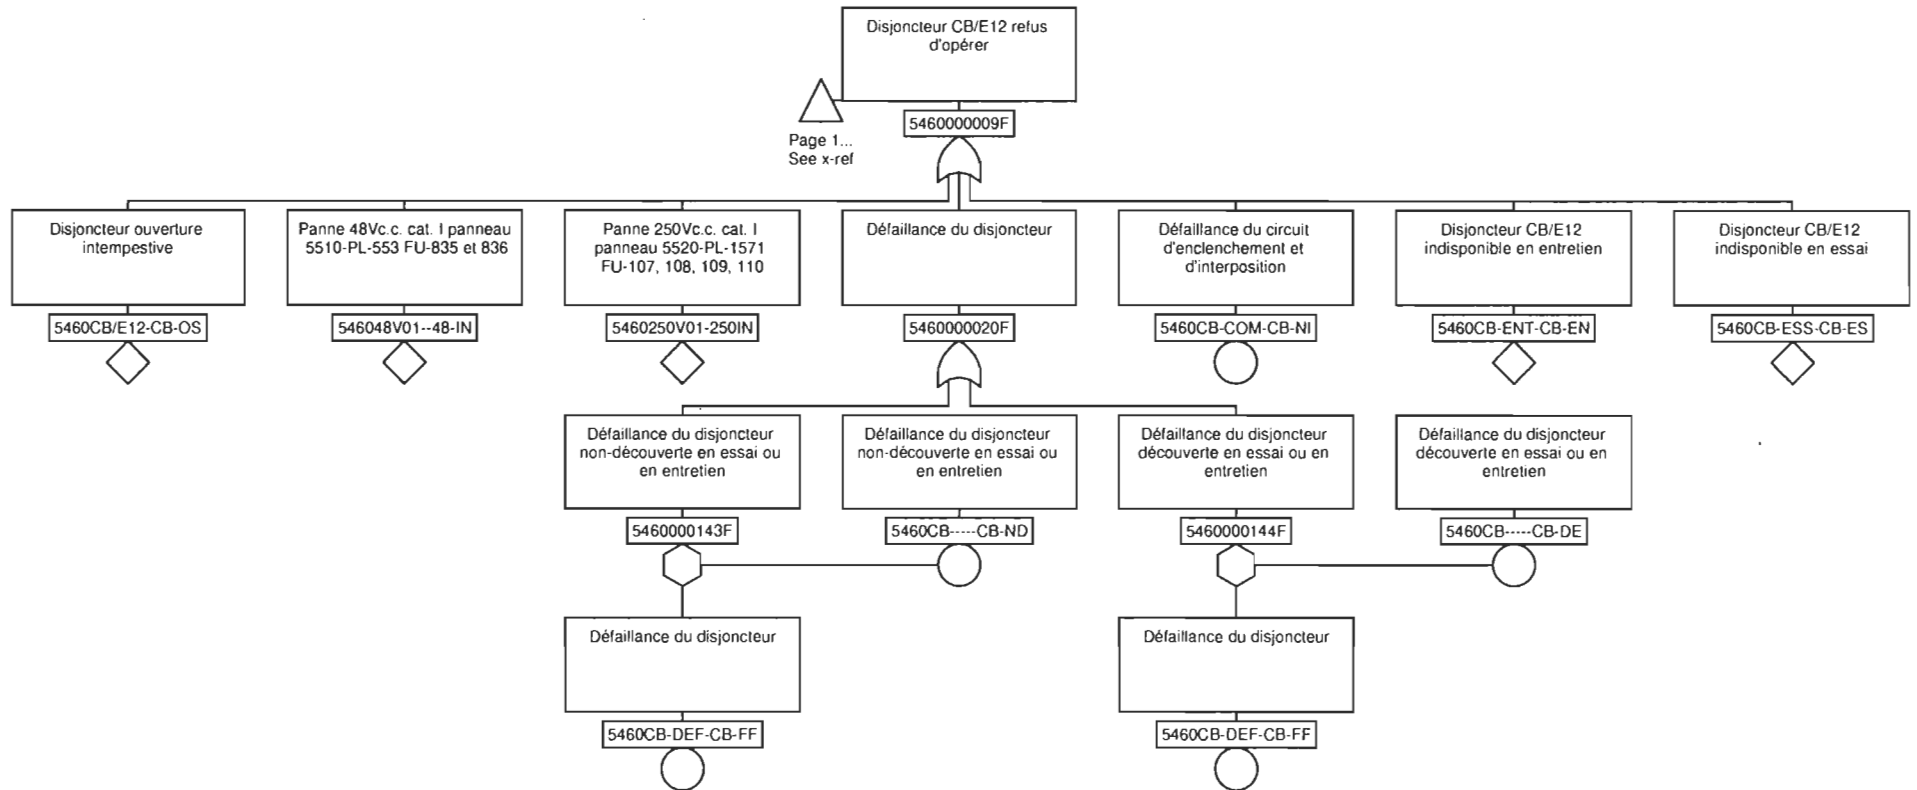 Disjoncteur CB/E12 refus
d'opérer
5460000009F
Page 1...
See x-ref
Disjoncteur ouverture
intempestive
5460CB/E12-CB-OS
Panne 48Vc.c. cat. I panneau
5510-PL-553 FU-835 et 836
546048V01--48-IN
Panne 250Vc.c. cat. I
panneau 5520-PL-1571
FU-107, 108, 109, 110
5460250V01-250IN
Défaillance du disjoncteur
5460000020F
Défaillance du circuit
d'enclenchement et
d'interposition
5460CB-COM-CB-NI
Disjoncteur CB/E12
indisponible en entretien
5460CB-ENT-CB-EN
Disjoncteur CB/E12
indisponible en essai
5460CB-ESS-CB-ES
Défaillance du disjoncteur
non-découverte en essai ou
en entretien
5460000143F
Défaillance du disjoncteur
non-découverte en essai ou
en entretien
5460CB-----CB-ND
Défaillance du disjoncteur
découverte en essai ou en
entretien
5460000144F
Défaillance du disjoncteur
découverte en essai ou en
entretien
5460CB-----CB-DE
Défaillance du disjoncteur
5460CB-DEF-CB-FF
Défaillance du disjoncteur
5460CB-DEF-CB-FF